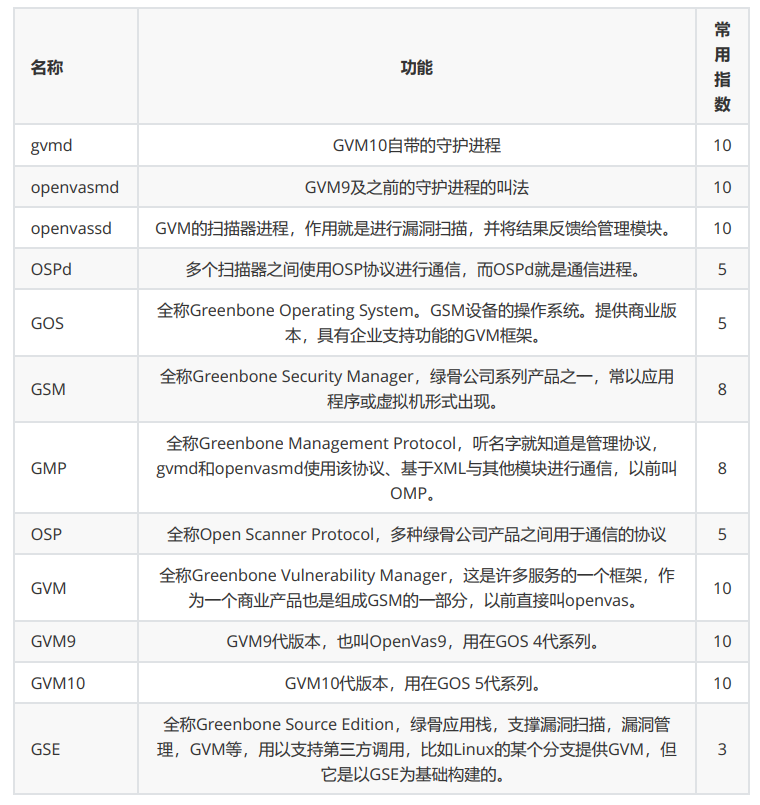 名称
功能
常
用
指
数
gvmd
GVM10自带的守护进程
10
openvasmd
GVM9及之前的守护进程的叫法
10
openvassd
GVM的扫描器进程，作用就是进行漏洞扫描，并将结果反馈给管理模块。
10
OSPd
多个扫描器之间使用OSP协议进行通信，而OSPd就是通信进程。
5
GOS
全称Greenbone Operating System。GSM设备的操作系统。提供商业版
本，具有企业支持功能的GVM框架。
5
GSM
全称Greenbone Security Manager，绿骨公司系列产品之一，常以应用
程序或虚拟机形式出现。
8
GMP
全称Greenbone Management Protocol，听名字就知道是管理协议，
gvmd和openvasmd使用该协议、基于XML与其他模块进行通信，以前叫
OMP。
8
OSP
全称Open Scanner Protocol，多种绿骨公司产品之间用于通信的协议
5
GVM
全称Greenbone Vulnerability Manager，这是许多服务的一个框架，作
为一个商业产品也是组成GSM的一部分，以前直接叫openvas。
10
GVM9
GVM9代版本，也叫OpenVas9，用在GOS 4代系列。
10
GVM10
GVM10代版本，用在GOS 5代系列。
10
GSE
全称Greenbone Source Edition，绿骨应用栈，支撑漏洞扫描，漏洞管
理，GVM等，用以支持第三方调用，比如Linux的某个分支提供GVM，但
它是以GSE为基础构建的。
3